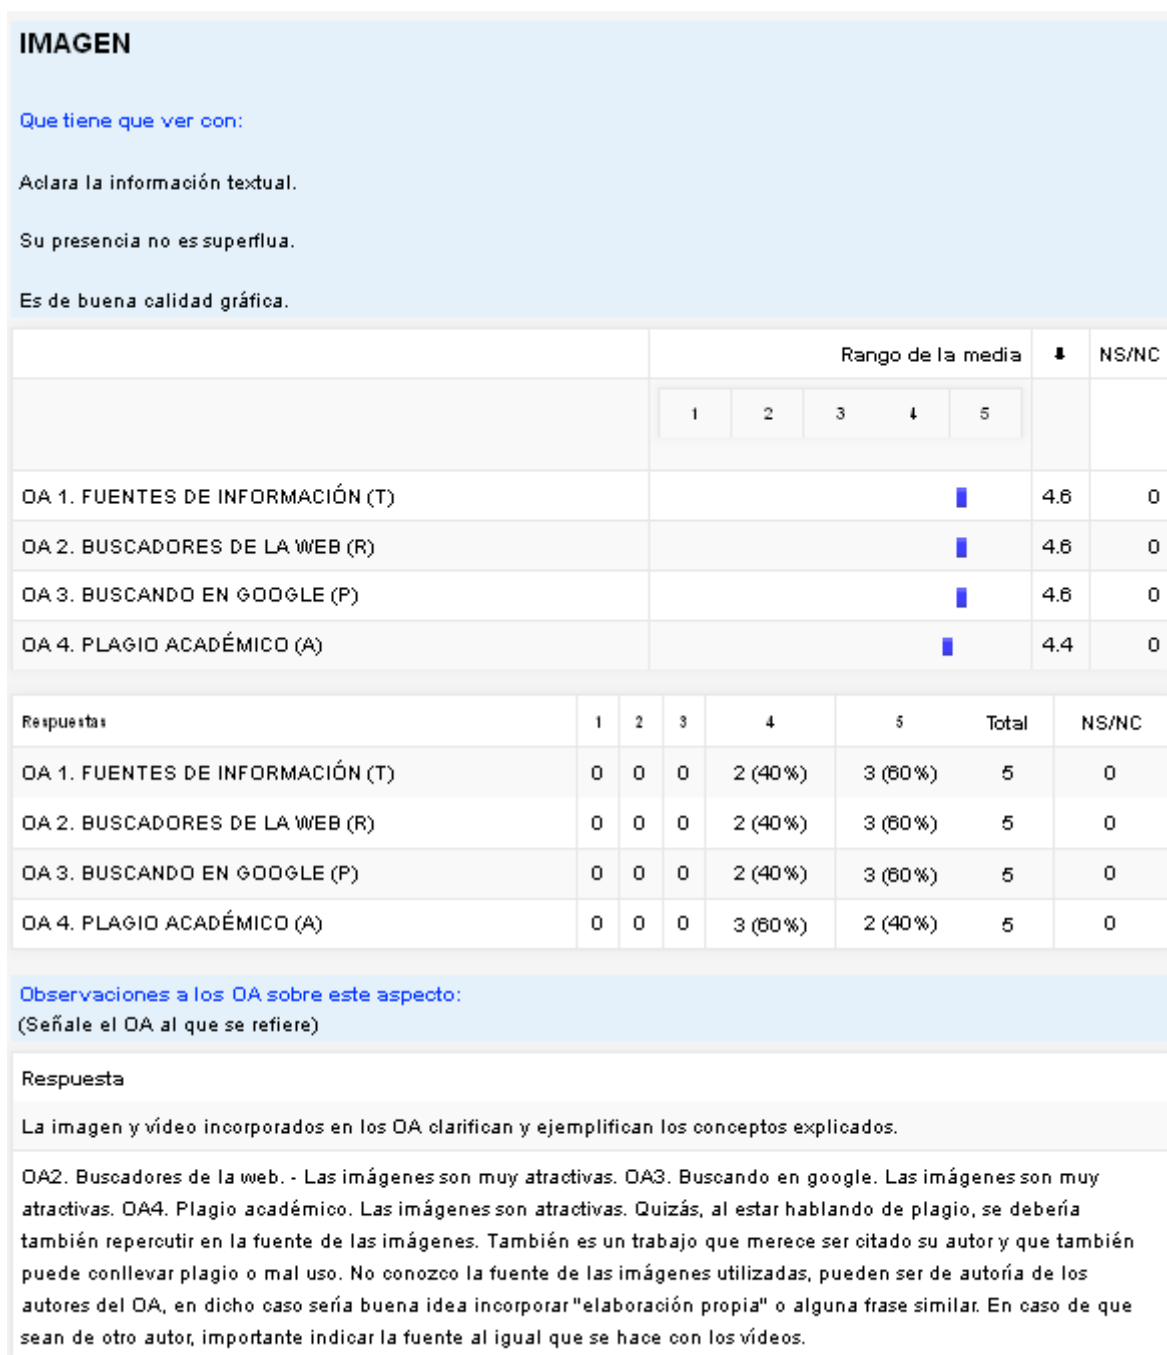 IMAGEN
Que tiene que ver con:
Aclara la información textual.
Su presencia no es superflua.
Es de buena calidad gráfica.
Rango de la media ⬇ NS/NC
1 2 3 4 5
OA 1. FUENTES DE INFORMACIÓN (T) 4.6 0
OA 2. BUSCADORES DE LA WEB (R) 4.6 0
OA 3. BUSCANDO EN GOOGLE (P) 4.6 0
OA 4. PLAGIO ACADÉMICO (A) 4.4 0
Respuestas 1 2 3 4 5 Total NS/NC
OA 1. FUENTES DE INFORMACIÓN (T) 0 0 0 2 (40%) 3 (60%) 5 0
OA 2. BUSCADORES DE LA WEB (R) 0 0 0 2 (40%) 3 (60%) 5 0
OA 3. BUSCANDO EN GOOGLE (P) 0 0 0 2 (40%) 3 (60%) 5 0
OA 4. PLAGIO ACADÉMICO (A) 0 0 0 3 (60%) 2 (40%) 5 0
Observaciones a los OA sobre este aspecto:
(Señale el OA al que se refiere)
Respuesta
La imagen y vídeo incorporados en los OA clarifican y ejemplifican los conceptos explicados.
OA2. Buscadores de la web. - Las imágenes son muy atractivas. OA3. Buscando en google. Las imágenes son muy
atractivas. OA4. Plagio académico. Las imágenes son atractivas. Quizás, al estar hablando de plagio, se debería
también repercutir en la fuente de las imágenes. También es un trabajo que merece ser citado su autor y que también
puede conllevar plagio o mal uso. No conozco la fuente de las imágenes utilizadas, pueden ser de autoría de los
autores del OA, en dicho caso sería buena idea incorporar "elaboración propia" o alguna frase similar. En caso de que
sean de otro autor, importante indicar la fuente al igual que se hace con los vídeos.